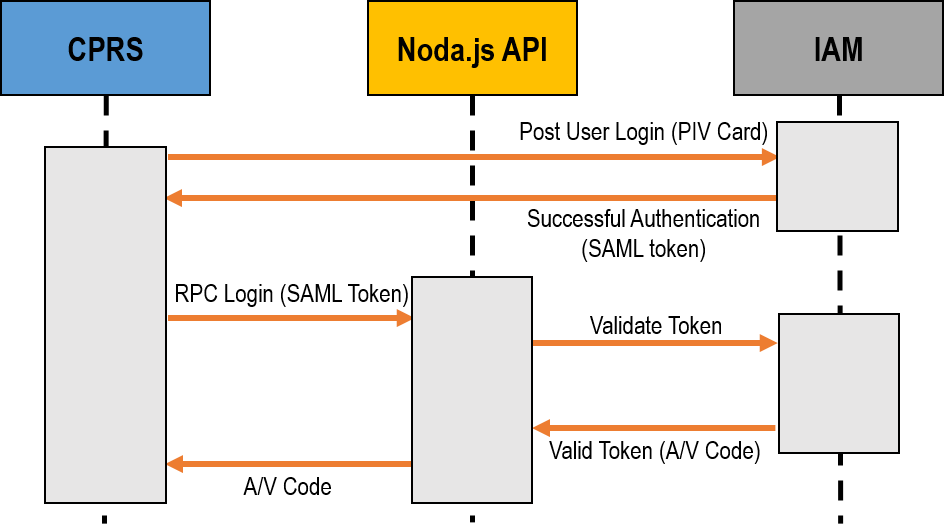 CPRS
Noda.js API
IAM
Post User Login (PIV Card)
Successful Authentication
(SAML token)
RPC Login (SAML Token)
Validate Token
Valid Token (A/V Code)
A/V Code